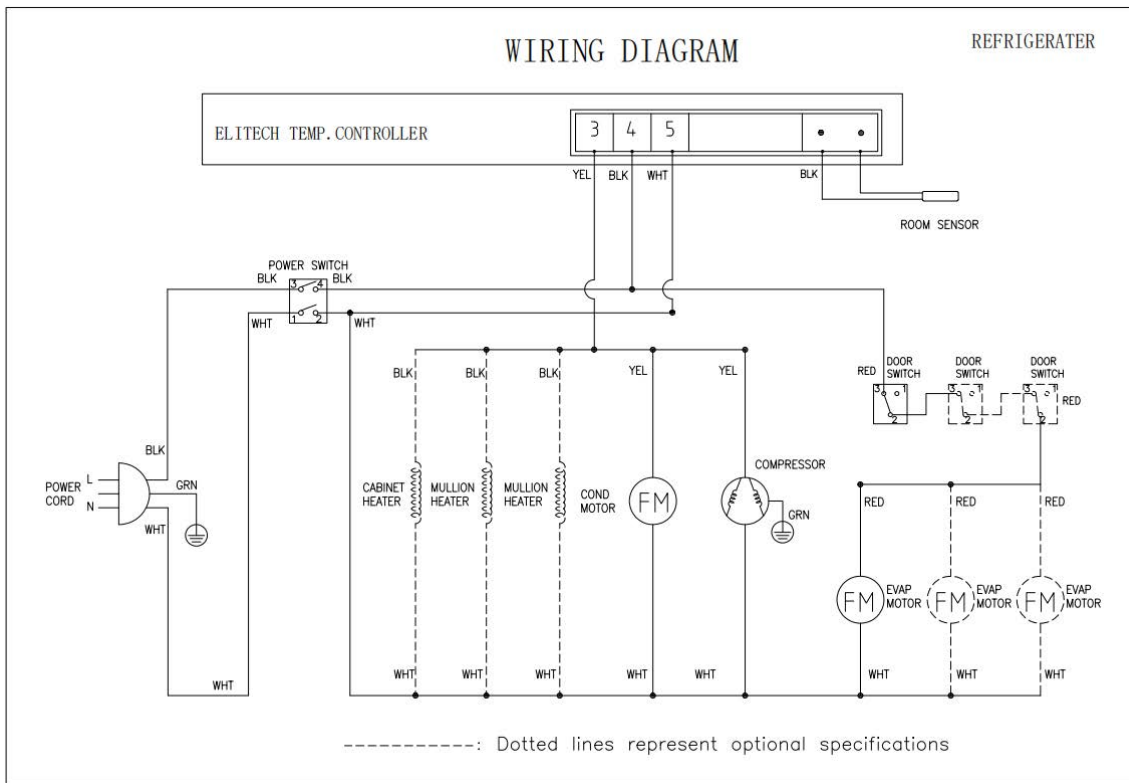 WIRING DIAGRAM
REFRIGERATER
ELITECH TEMP.CONTROLLER
3 4 5
YEL BLK WHT BLK
ROOM SENSOR
POWER SWITCH
BLK BLK
3 4
WHT 1 2 WHT
BLK BLK BLK YEL YEL
DOOR SWITCH
DOOR SWITCH
DOOR SWITCH
RED 3 1 3 1 3 1
2 2 2 RED
BLK
POWER CORD
L
N
GRN
WHT
CABINET HEATER
MULLION HEATER
MULLION HEATER
COND MOTOR
FM
COMPRESSOR
GRN
RED RED RED
FM EVAP MOTOR
FM EVAP MOTOR
FM EVAP MOTOR
WHT WHT WHT WHT WHT WHT WHT WHT
WHT
-----------: Dotted lines represent optional specifications